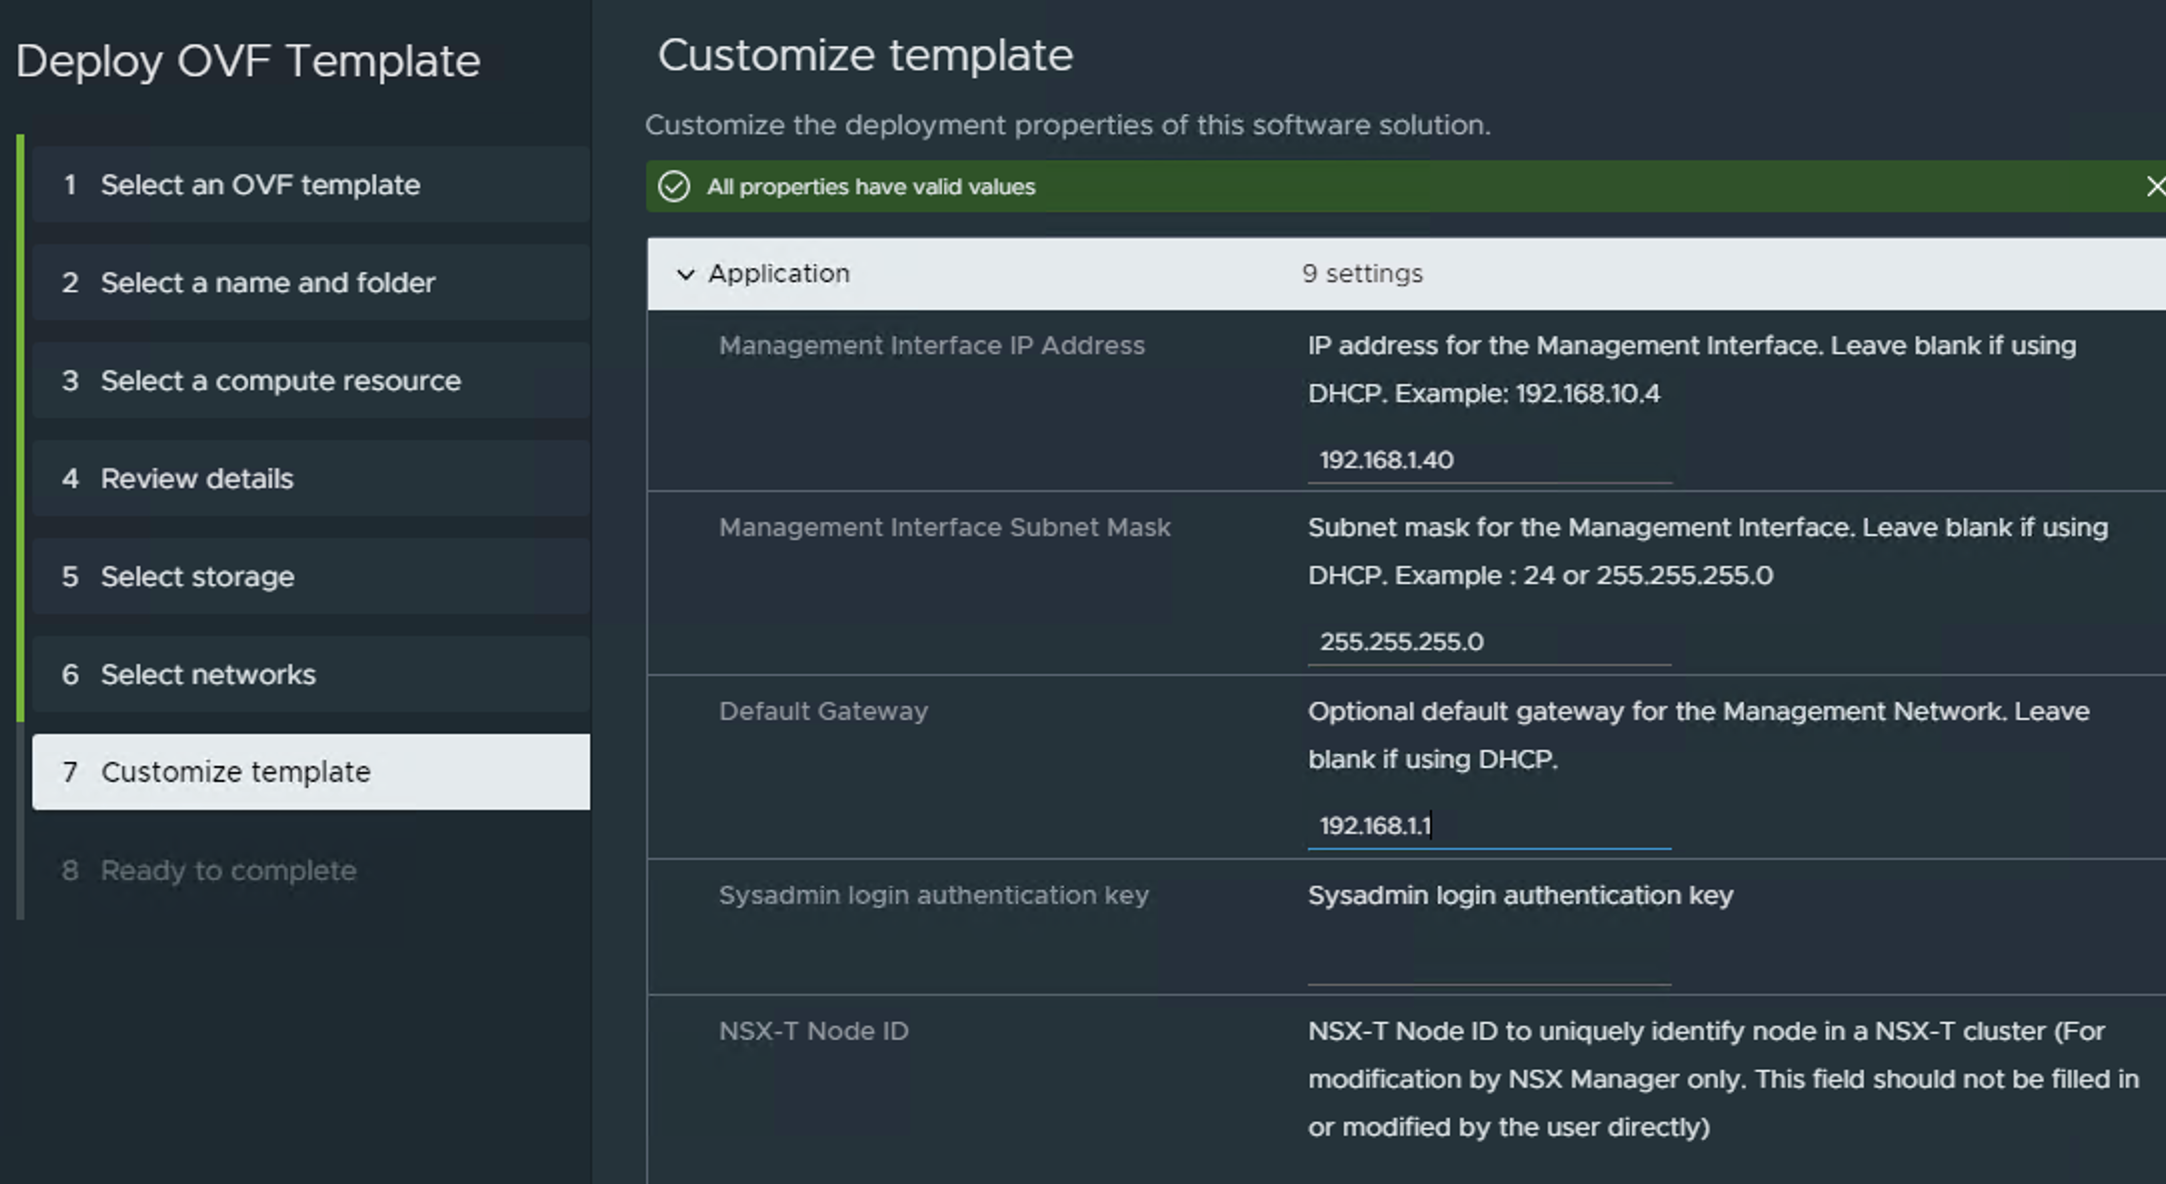 Deploy OVF Template
1 Select an OVF template
2 Select a name and folder
3 Select a compute resource
4 Review details
5 Select storage
6 Select networks
7 Customize template
8 Ready to complete
Customize template
Customize the deployment properties of this software solution.
All properties have valid values
Application 9 settings
Management Interface IP Address
IP address for the Management Interface. Leave blank if using
DHCP. Example: 192.168.10.4
192.168.1.40
Management Interface Subnet Mask
Subnet mask for the Management Interface. Leave blank if using
DHCP. Example : 24 or 255.255.255.0
255.255.255.0
Default Gateway
Optional default gateway for the Management Network. Leave
blank if using DHCP.
192.168.1.1
Sysadmin login authentication key
Sysadmin login authentication key
NSX-T Node ID
NSX-T Node ID to uniquely identify node in a NSX-T cluster (For
modification by NSX Manager only. This field should not be filled in
or modified by the user directly)